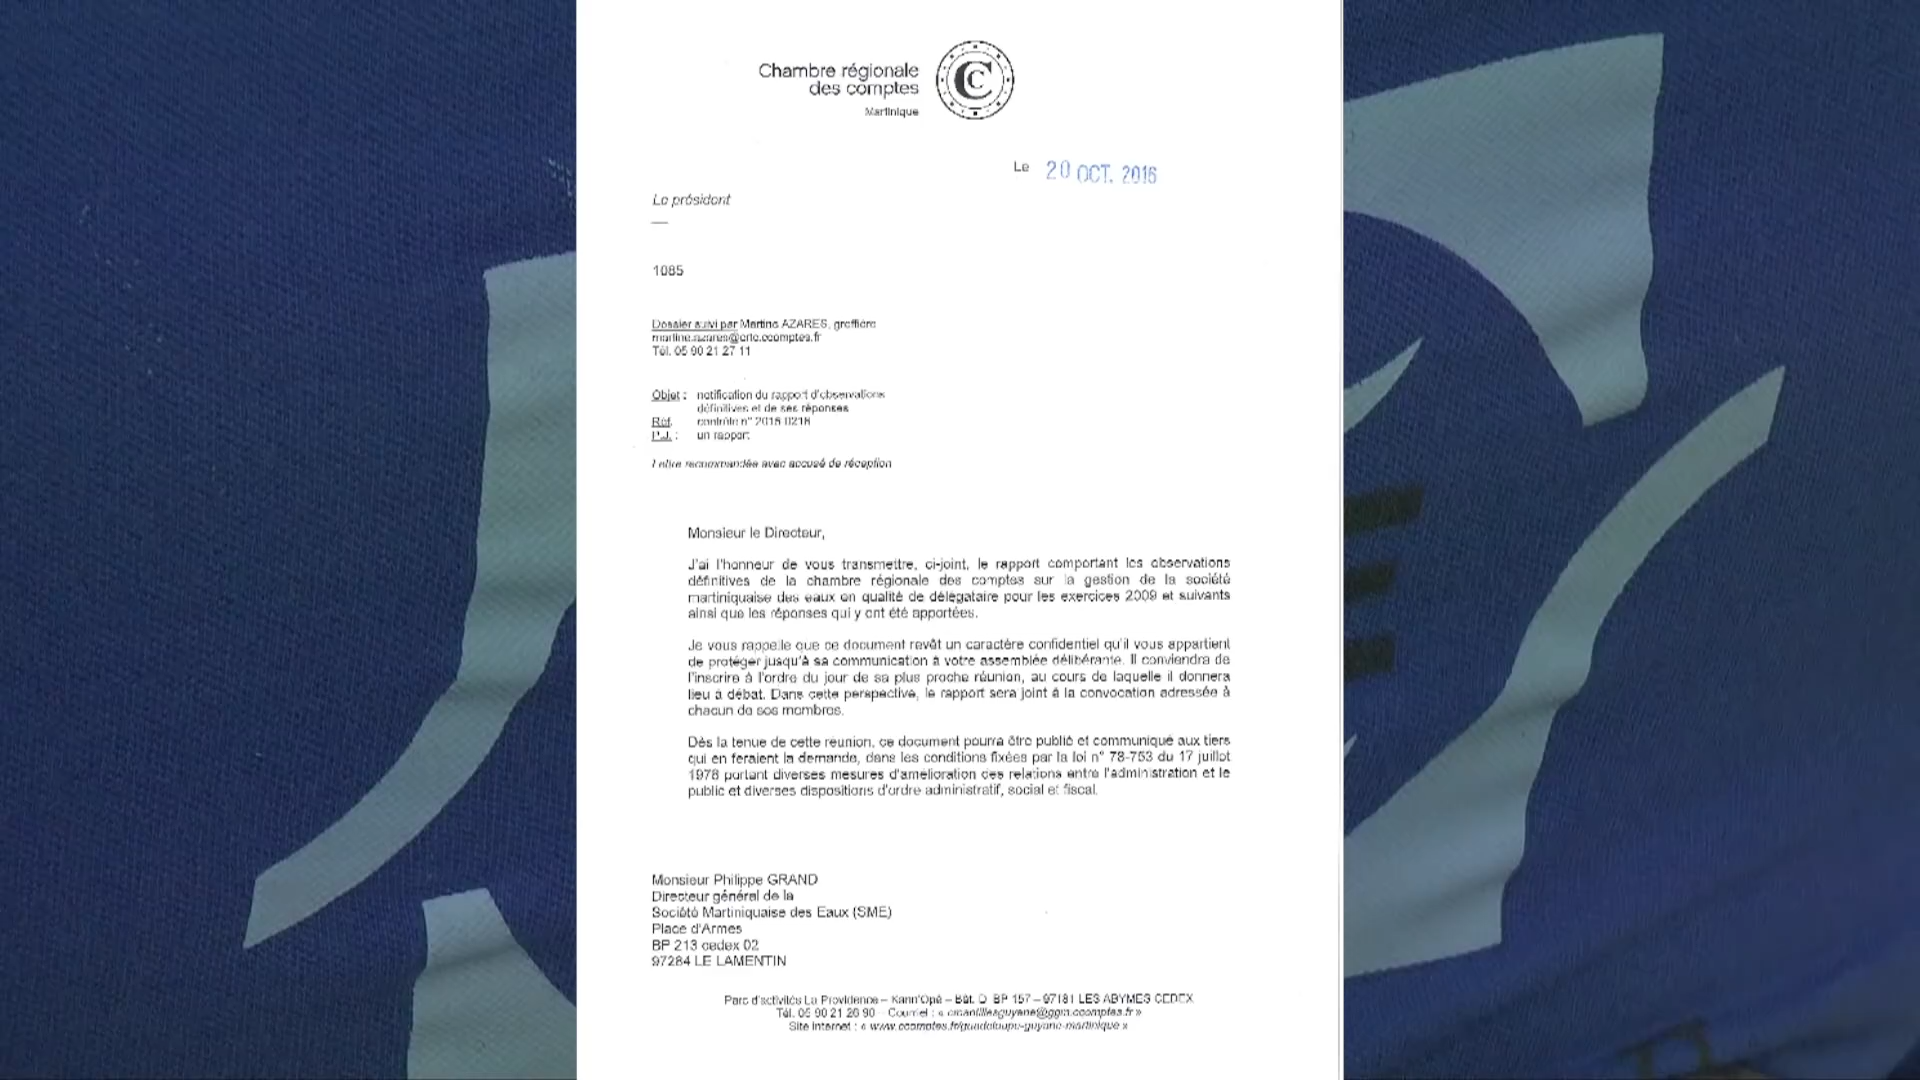 Chambre régionale
des comptes
Martinique
Le 20 OCT. 2016
Le président
1085
Dossier suivi par Martine AZARES, greffière
martine.azares@crtc.ccomptes.fr
Tél. 05 90 21 27 11
Objet : notification du rapport d'observations
définitives et de ses réponses
Réf. contrôle n° 2015-0218
P.J. : un rapport
Lettre recommandée avec accusé de réception
Monsieur le Directeur,
J'ai l'honneur de vous transmettre, ci-joint, le rapport comportant les observations
définitives de la chambre régionale des comptes sur la gestion de la société
martiniquaise des eaux en qualité de délégataire pour les exercices 2009 et suivants
ainsi que les réponses qui y ont été apportées.
Je vous rappelle que ce document revêt un caractère confidentiel qu'il vous appartient
de protéger jusqu'à sa communication à votre assemblée délibérante. Il conviendra de
l'inscrire à l'ordre du jour de sa plus proche réunion, au cours de laquelle il donnera
lieu à débat. Dans cette perspective, le rapport sera joint à la convocation adressée à
chacun de ses membres.
Dès la tenue de cette réunion, ce document pourra être publié et communiqué aux tiers
qui en feraient la demande, dans les conditions fixées par la loi n° 78-753 du 17 juillet
1978 portant diverses mesures d'amélioration des relations entre l'administration et le
public et diverses dispositions d'ordre administratif, social et fiscal.
Monsieur Philippe GRAND
Directeur général de la
Société Martiniquaise des Eaux (SME)
Place d'Armes
BP 213 cedex 02
97284 LE LAMENTIN
Parc d'activités La Providence – Kann'Opé – Bât. D BP 157 – 97181 LES ABYMES CEDEX
Tél. 05 90 21 26 90 - Courriel : « crcantillesguyane@ggm.ccomptes.fr »
Site Internet : « www.ccomptes.fr/guadeloupe-guyane-martinique »